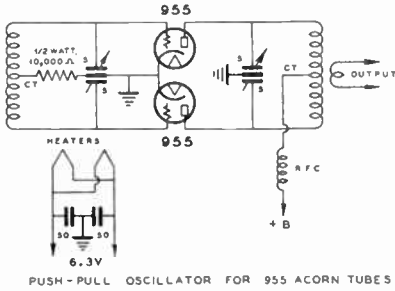 955
1/2 WATT,
10,000 Ω
S
S
CT
S
S
CT
OUTPUT
955
HEATERS
RFC
50
50
+ B
6.3V
PUSH-PULL OSCILLATOR FOR 955 ACORN TUBES